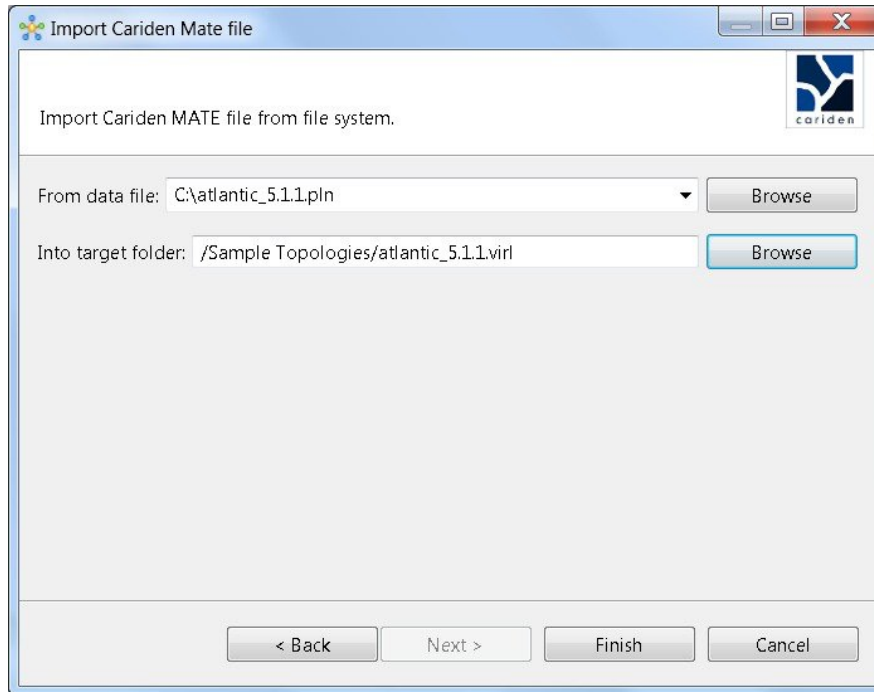 Import Cariden Mate file
cariden
Import Cariden MATE file from file system.
From data file: C:\atlantic_5.1.1.pln Browse
Into target folder: /Sample Topologies/atlantic_5.1.1.virl Browse
< Back Next > Finish Cancel